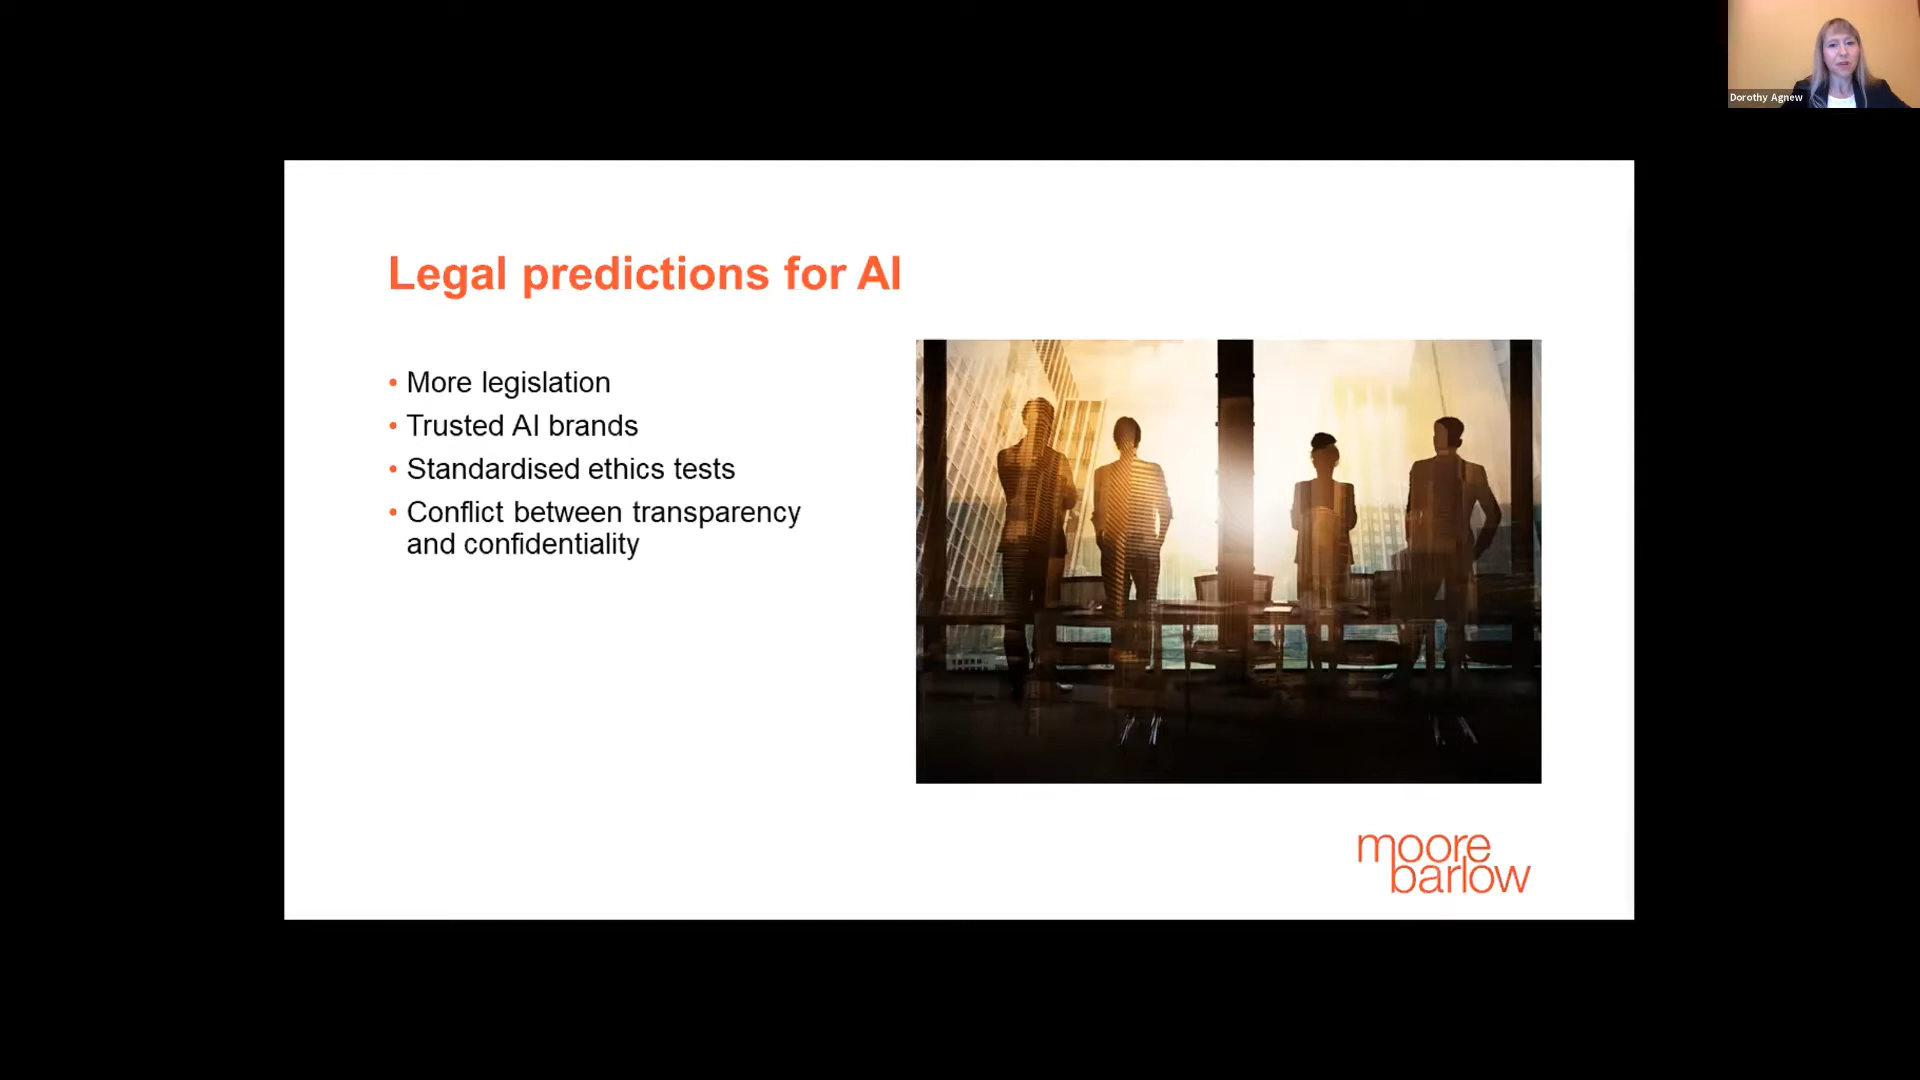 Dorothy Agnew
Legal predictions for AI
• More legislation
• Trusted AI brands
• Standardised ethics tests
• Conflict between transparency
and confidentiality
moore
barlow